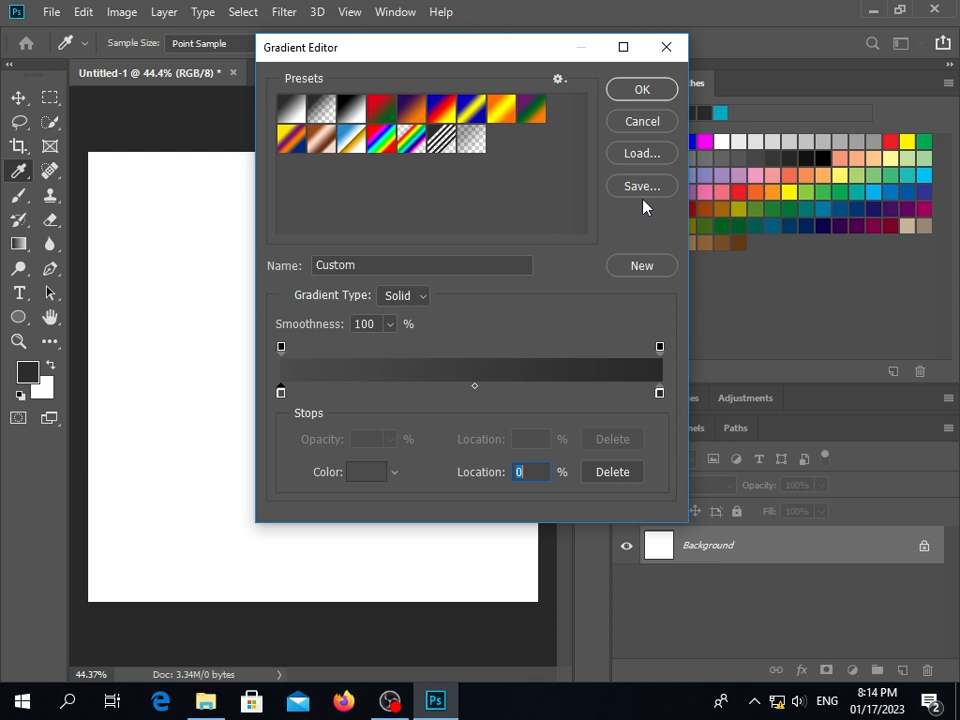 Ps File Edit Image Layer Type Select Filter 3D View Window Help
Sample Size: Point Sample
Untitled-1 @ 44.4% (RGB/8) *
Gradient Editor
Presets
OK
Cancel
Load...
Save...
Name: Custom
New
Gradient Type: Solid
Smoothness: 100 %
Stops
Opacity: % Location: % Delete
Color: Location: 0 % Delete
Adjustments
Paths
Opacity: 100%
Fill: 100%
Background
44.37% Doc: 3.34M/0 bytes
Ps
ENG
8:14 PM
01/17/2023
2